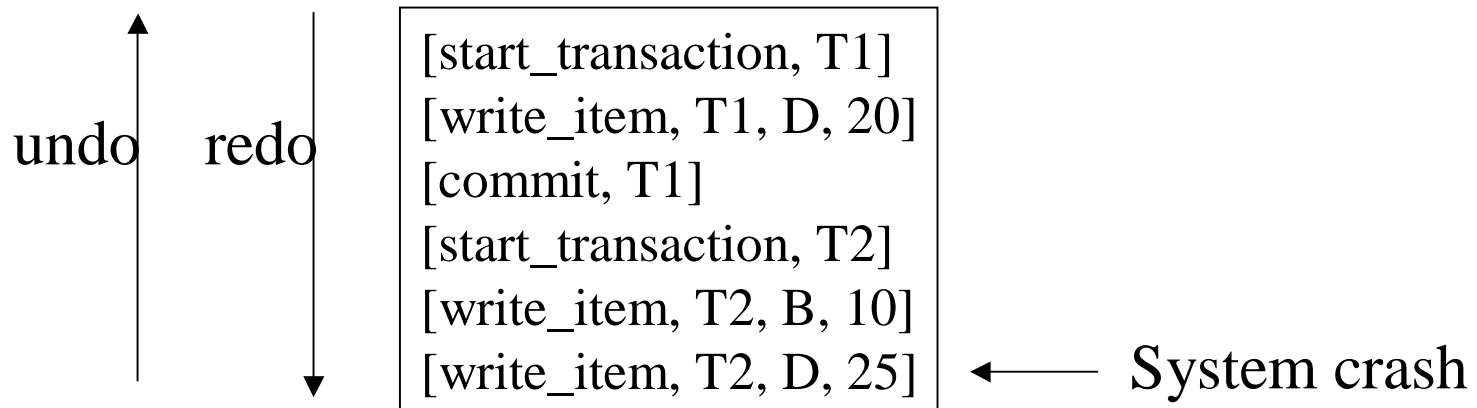 undo
redo
[start_transaction, T1]
[write_item, T1, D, 20]
[commit, T1]
[start_transaction, T2]
[write_item, T2, B, 10]
[write_item, T2, D, 25]
System crash